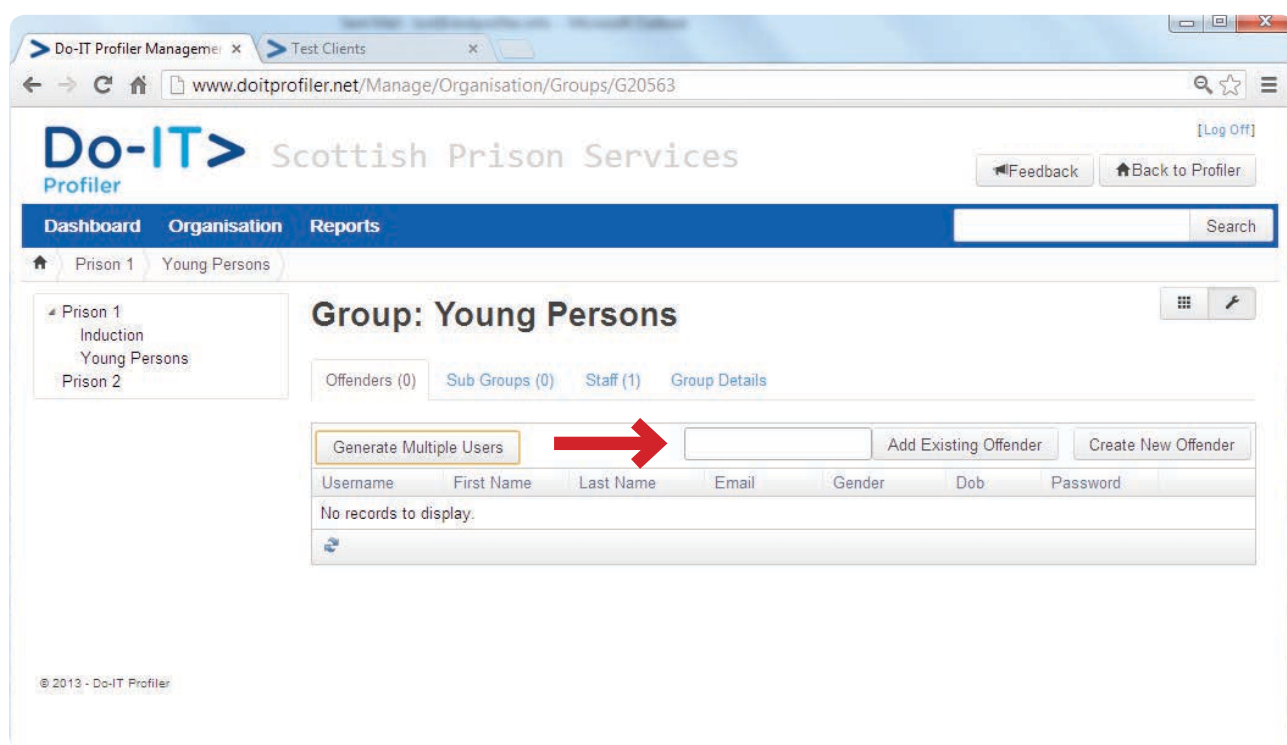 Do-IT Profiler Managemen
Test Clients
www.doitprofiler.net/Manage/Organisation/Groups/G20563
[Log Off]
Do-IT>
Profiler
Scottish Prison Services
Feedback
Back to Profiler
Dashboard Organisation Reports
Search
Prison 1 Young Persons
Prison 1
Induction
Young Persons
Prison 2
Group: Young Persons
Offenders (0) Sub Groups (0) Staff (1) Group Details
Generate Multiple Users
Add Existing Offender
Create New Offender
Username First Name Last Name Email Gender Dob Password
No records to display.
© 2013 - Do-IT Profiler